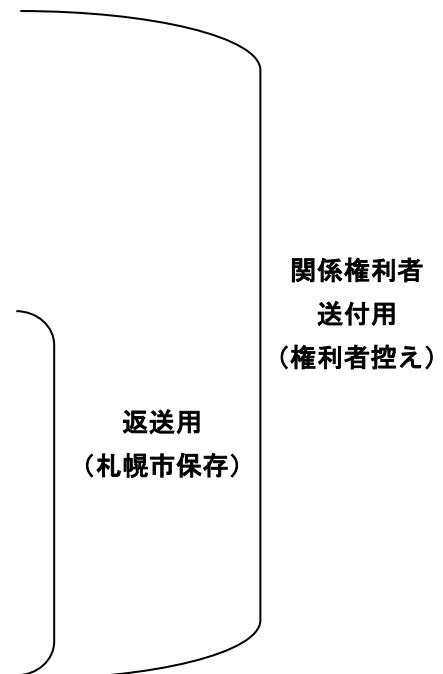 関係権利者
送付用
（権利者控え）
返送用
（札幌市保存）